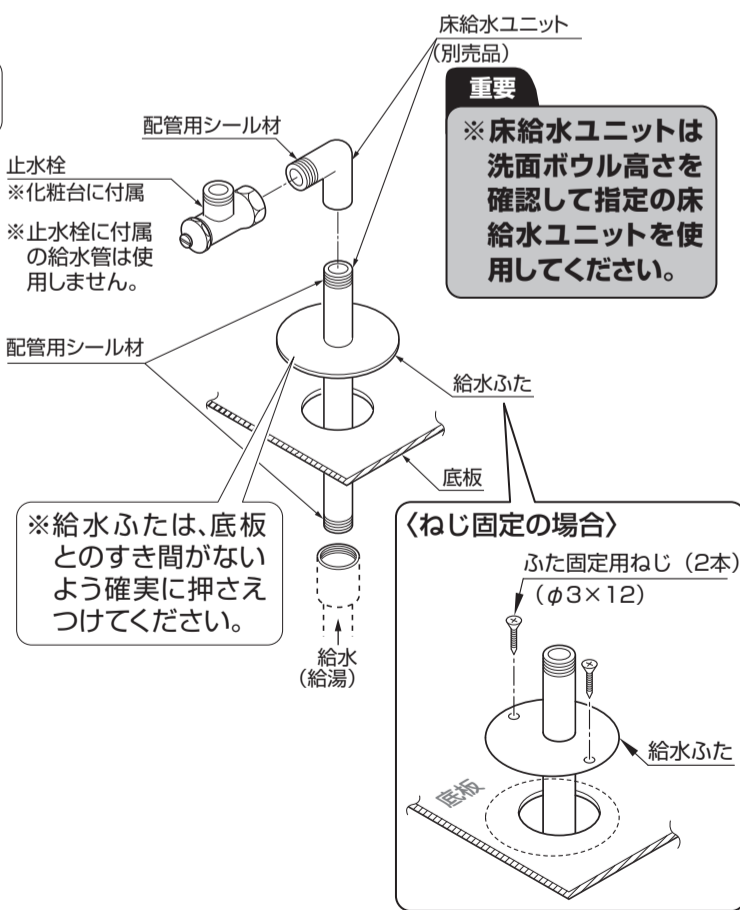 床給水ユニット
(別売品)
重要
※床給水ユニットは
洗面ボウル高さを
確認して指定の床
給水ユニットを使
用してください。
配管用シール材
止水栓
※化粧台に付属
※止水栓に付属
の給水管は使
用しません。
配管用シール材
給水ふた
底板
※給水ふたは、底板
とのすき間がない
よう確実に押さえ
つけてください。
給水
(給湯)
〈ねじ固定の場合〉
ふた固定用ねじ(2本)
(φ3×12)
給水ふた
底板